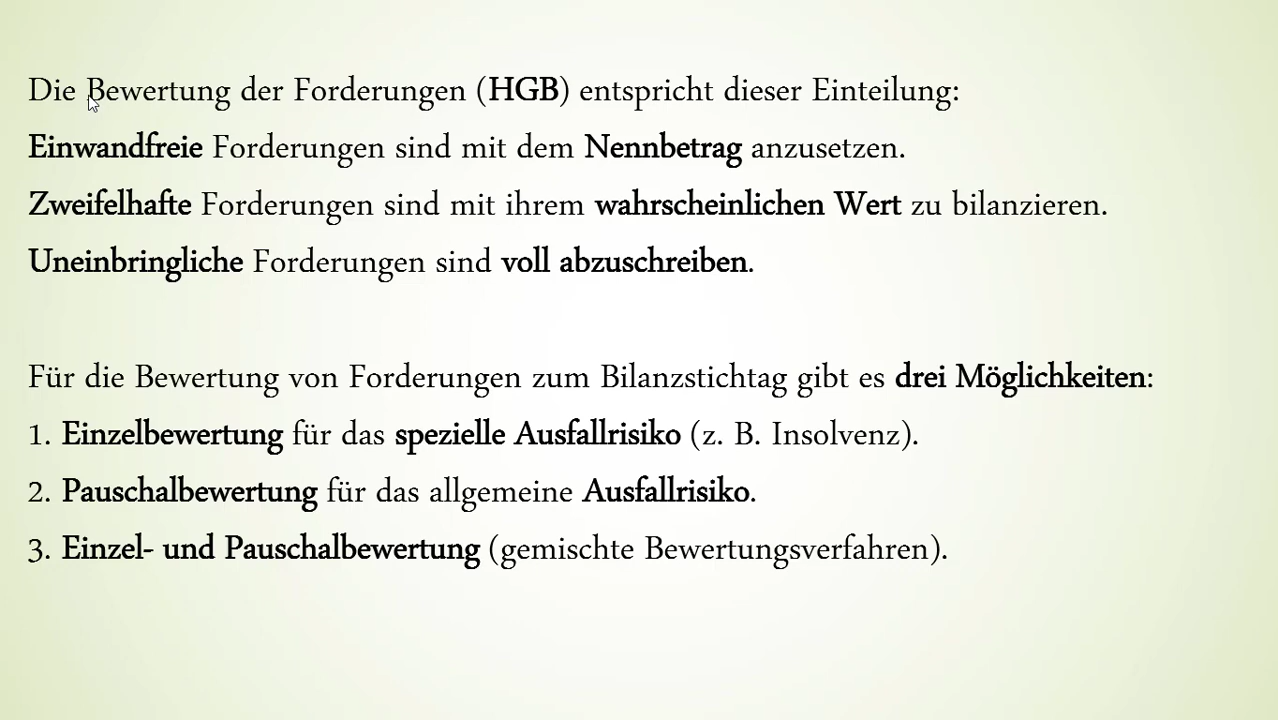 Die Bewertung der Forderungen (HGB) entspricht dieser Einteilung:
Einwandfreie Forderungen sind mit dem Nennbetrag anzusetzen.
Zweifelhafte Forderungen sind mit ihrem wahrscheinlichen Wert zu bilanzieren.
Uneinbringliche Forderungen sind voll abzuschreiben.
Für die Bewertung von Forderungen zum Bilanzstichtag gibt es drei Möglichkeiten:
1. Einzelbewertung für das spezielle Ausfallrisiko (z. B. Insolvenz).
2. Pauschalbewertung für das allgemeine Ausfallrisiko.
3. Einzel- und Pauschalbewertung (gemischte Bewertungsverfahren).